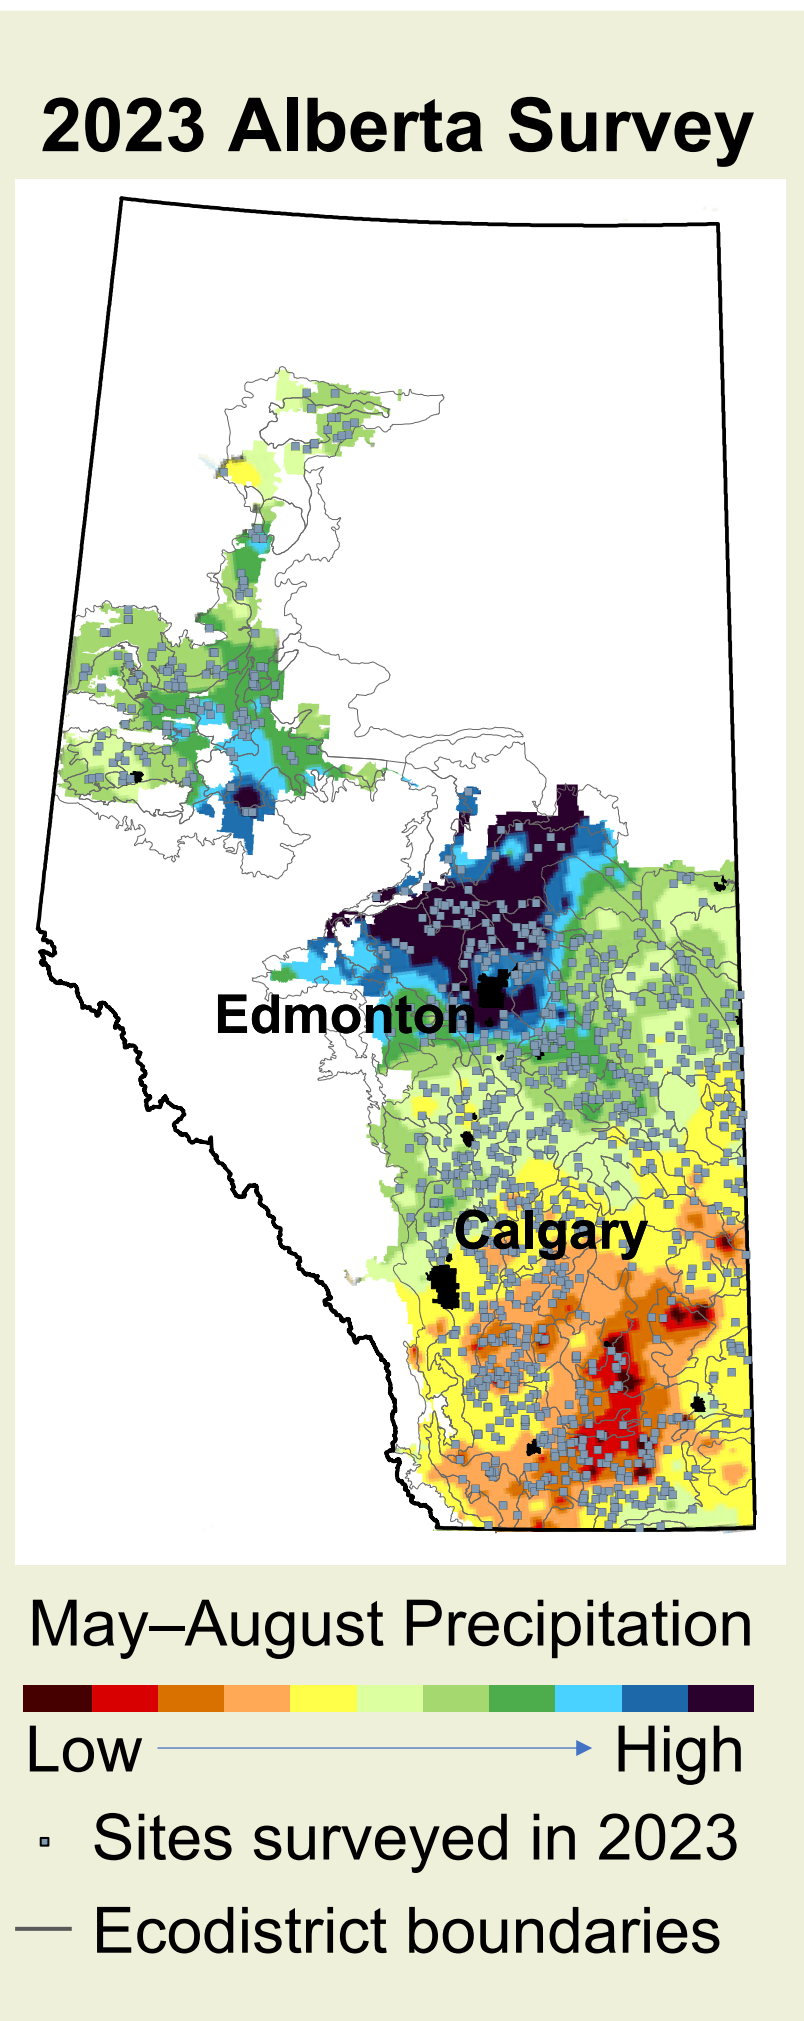 2023 Alberta Survey
Edmonton
Calgary
May–August Precipitation
Low High
Sites surveyed in 2023
Ecodistrict boundaries